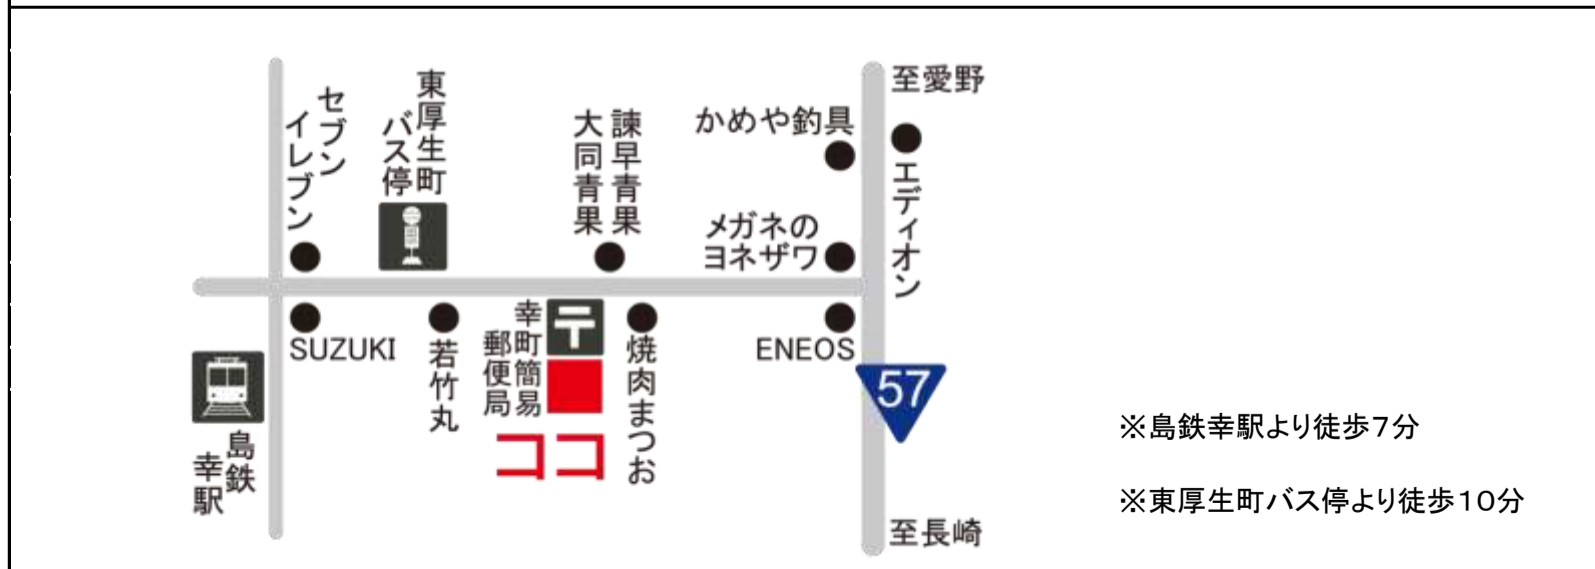 セブン
イレブン
東厚生町
バス停
諫早青果
大同青果
かめや釣具
至愛野
エディオン
メガネの
ヨネザワ
SUZUKI
若竹丸
幸町簡易
郵便局
〒
焼肉まつお
ENEOS
57
ココ
島鉄
幸駅
至長崎
※島鉄幸駅より徒歩7分
※東厚生町バス停より徒歩10分